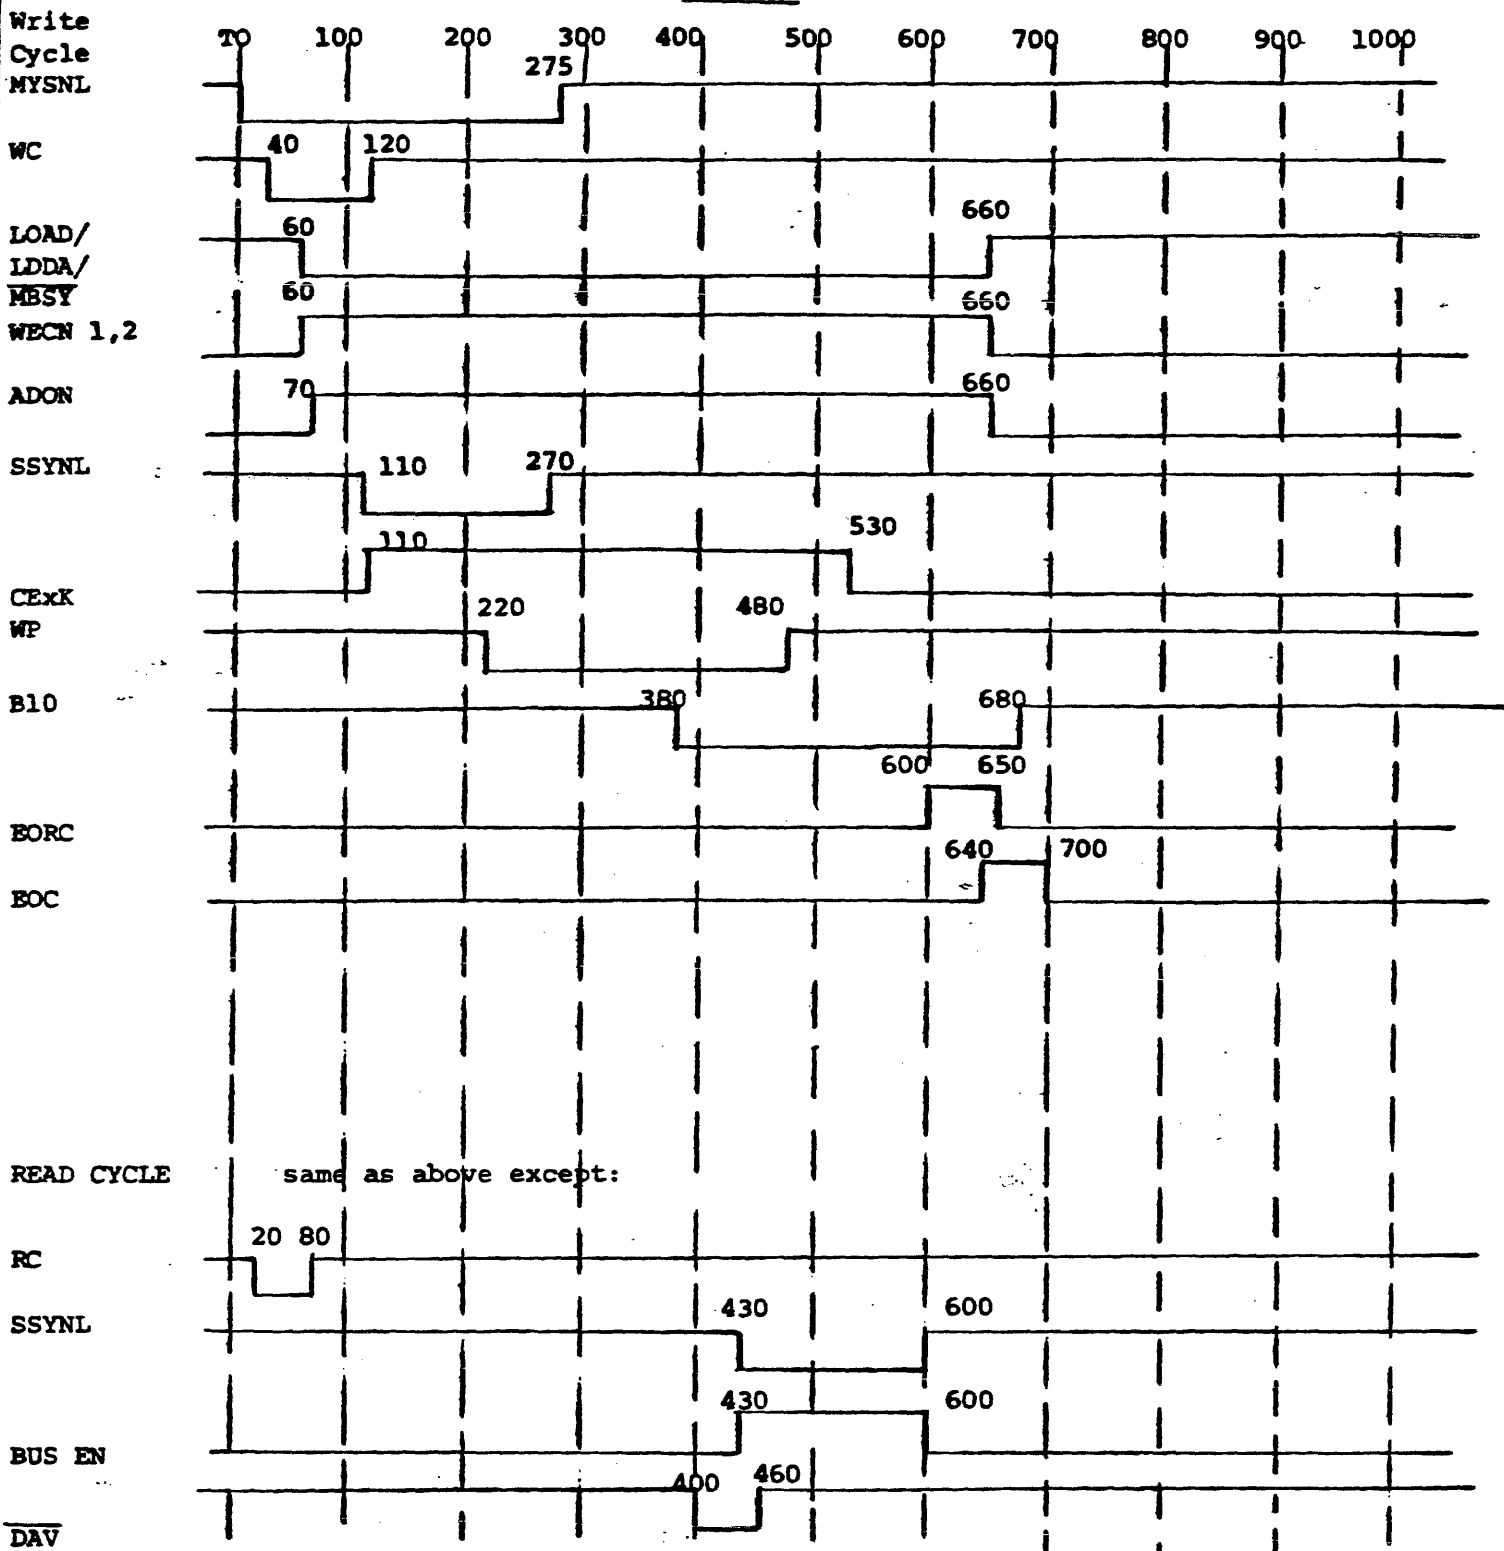 Write
Cycle
T0 100 200 300 400 500 600 700 800 900 1000
275
MYSNL
40 120
WC
60 660
LOAD/
LDDA/
MBSY
60 660
WECN 1,2
70 660
ADON
110 270
SSYNL
110 530
CExK
220 480
WP
380 680
B10
600 650
EORC
640 700
EOC
READ CYCLE same as above except:
20 80
RC
430 600
SSYNL
430 600
BUS EN
400 460
DAV